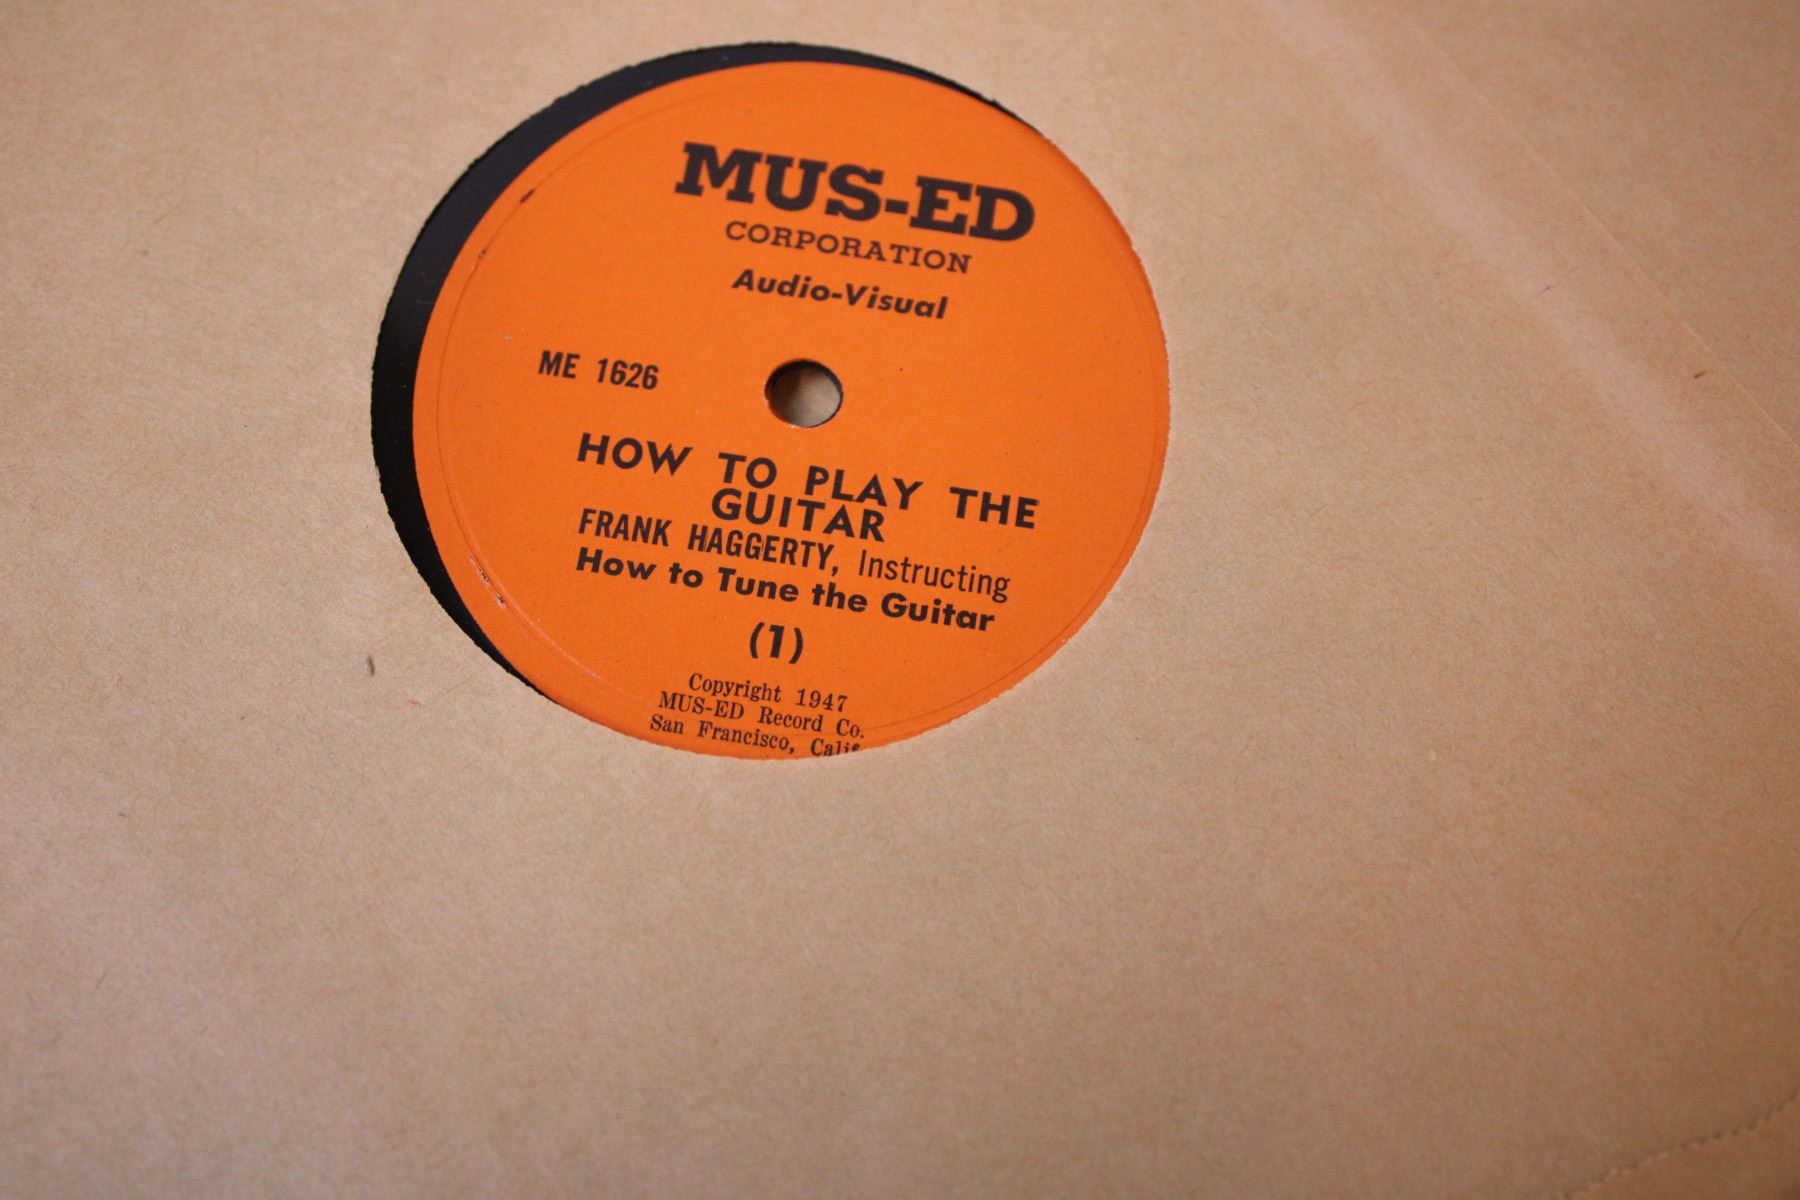 MUS-ED
CORPORATION
Audio-Visual
ME 1626
HOW TO PLAY THE
GUITAR
FRANK HAGGERTY, Instructing
How to Tune the Guitar
(1)
Copyright 1947
MUS-ED Record Co.
San Francisco, Calif.